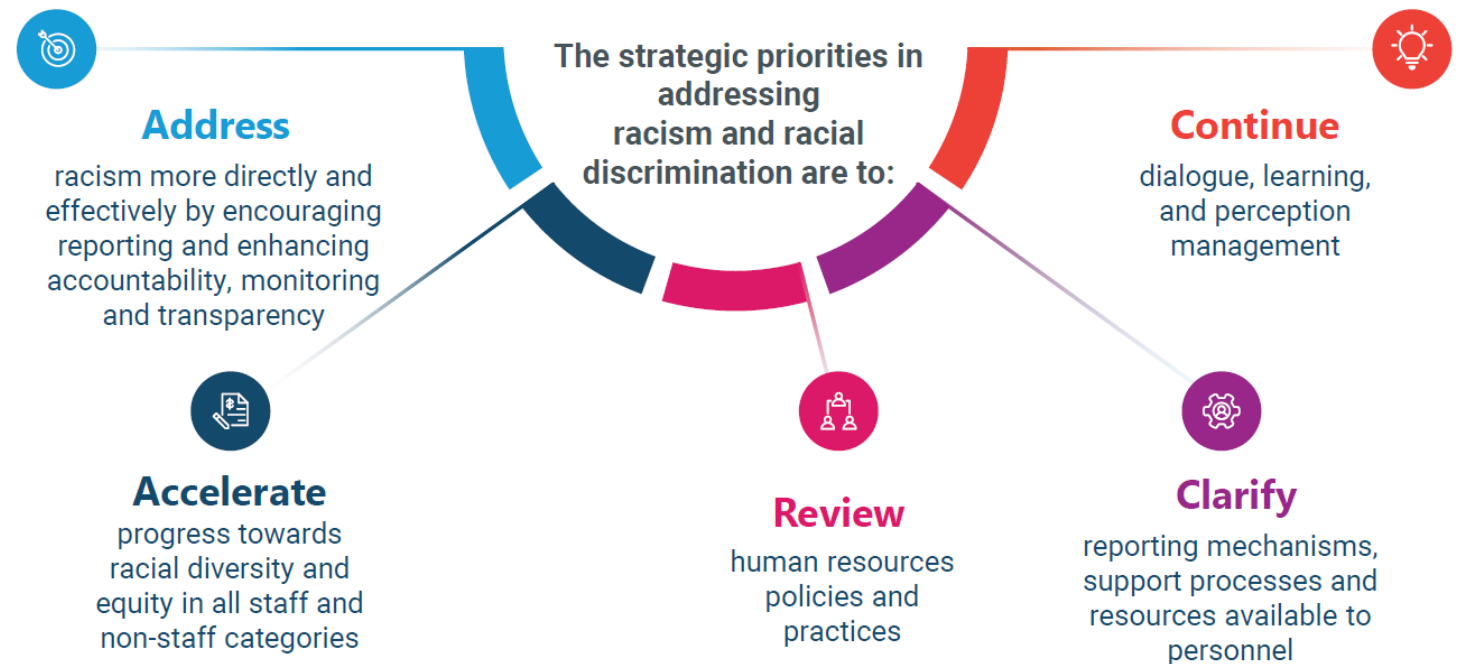 The strategic priorities in
addressing
racism and racial
discrimination are to:
Address
racism more directly and
effectively by encouraging
reporting and enhancing
accountability, monitoring
and transparency
Accelerate
progress towards
racial diversity and
equity in all staff and
non-staff categories
Review
human resources
policies and
practices
Clarify
reporting mechanisms,
support processes and
resources available to
personnel
Continue
dialogue, learning,
and perception
management